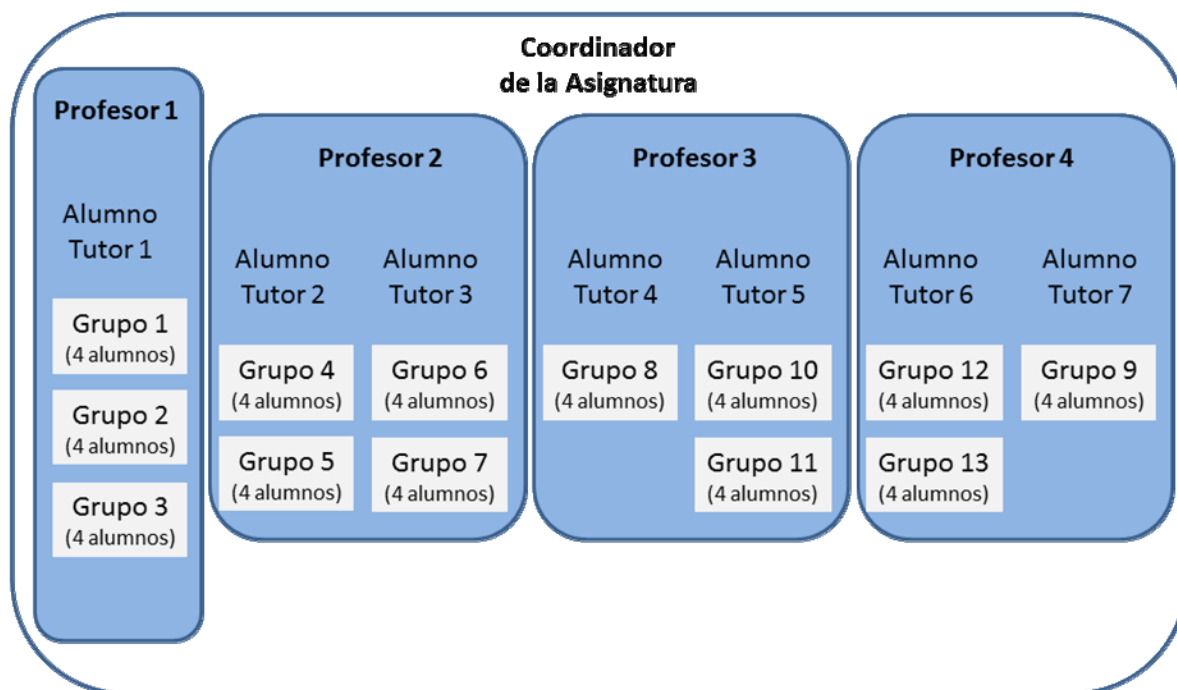 Coordinador
de la Asignatura
Profesor 1
Alumno
Tutor 1
Grupo 1
(4 alumnos)
Grupo 2
(4 alumnos)
Grupo 3
(4 alumnos)
Profesor 2
Alumno
Tutor 2
Grupo 4
(4 alumnos)
Grupo 5
(4 alumnos)
Alumno
Tutor 3
Grupo 6
(4 alumnos)
Grupo 7
(4 alumnos)
Profesor 3
Alumno
Tutor 4
Grupo 8
(4 alumnos)
Alumno
Tutor 5
Grupo 10
(4 alumnos)
Grupo 11
(4 alumnos)
Profesor 4
Alumno
Tutor 6
Grupo 12
(4 alumnos)
Grupo 13
(4 alumnos)
Alumno
Tutor 7
Grupo 9
(4 alumnos)